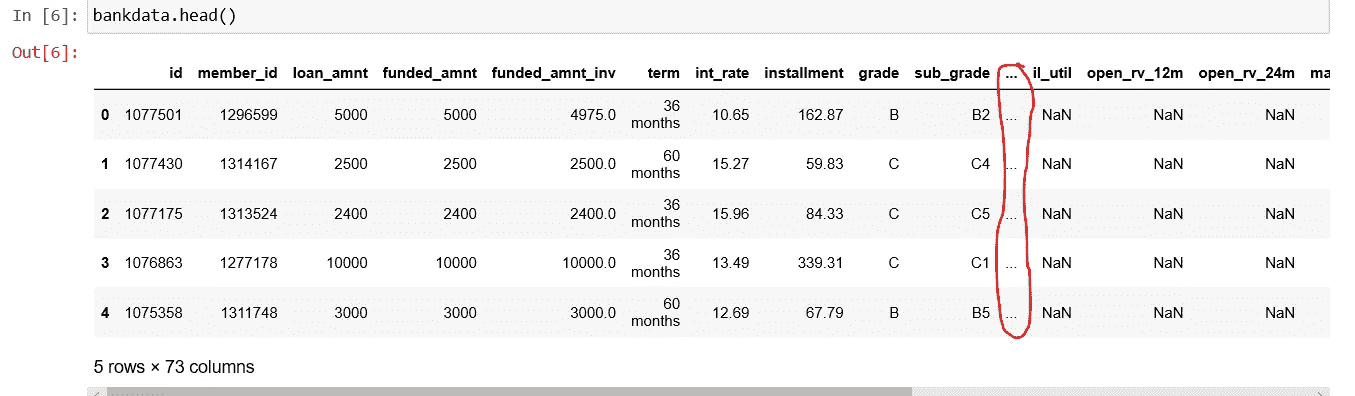 In [6]: bankdata.head()
Out[6]:
id member_id loan_amnt funded_amnt funded_amnt_inv term int_rate installment grade sub_grade ... il_util open_rv_12m open_rv_24m ma
0 1077501 1296599 5000 5000 4975.0 36 months 10.65 162.87 B B2 ... NaN NaN NaN
1 1077430 1314167 2500 2500 2500.0 60 months 15.27 59.83 C C4 ... NaN NaN NaN
2 1077175 1313524 2400 2400 2400.0 36 months 15.96 84.33 C C5 ... NaN NaN NaN
3 1076863 1277178 10000 10000 10000.0 36 months 13.49 339.31 C C1 ... NaN NaN NaN
4 1075358 1311748 3000 3000 3000.0 60 months 12.69 67.79 B B5 ... NaN NaN NaN
5 rows × 73 columns